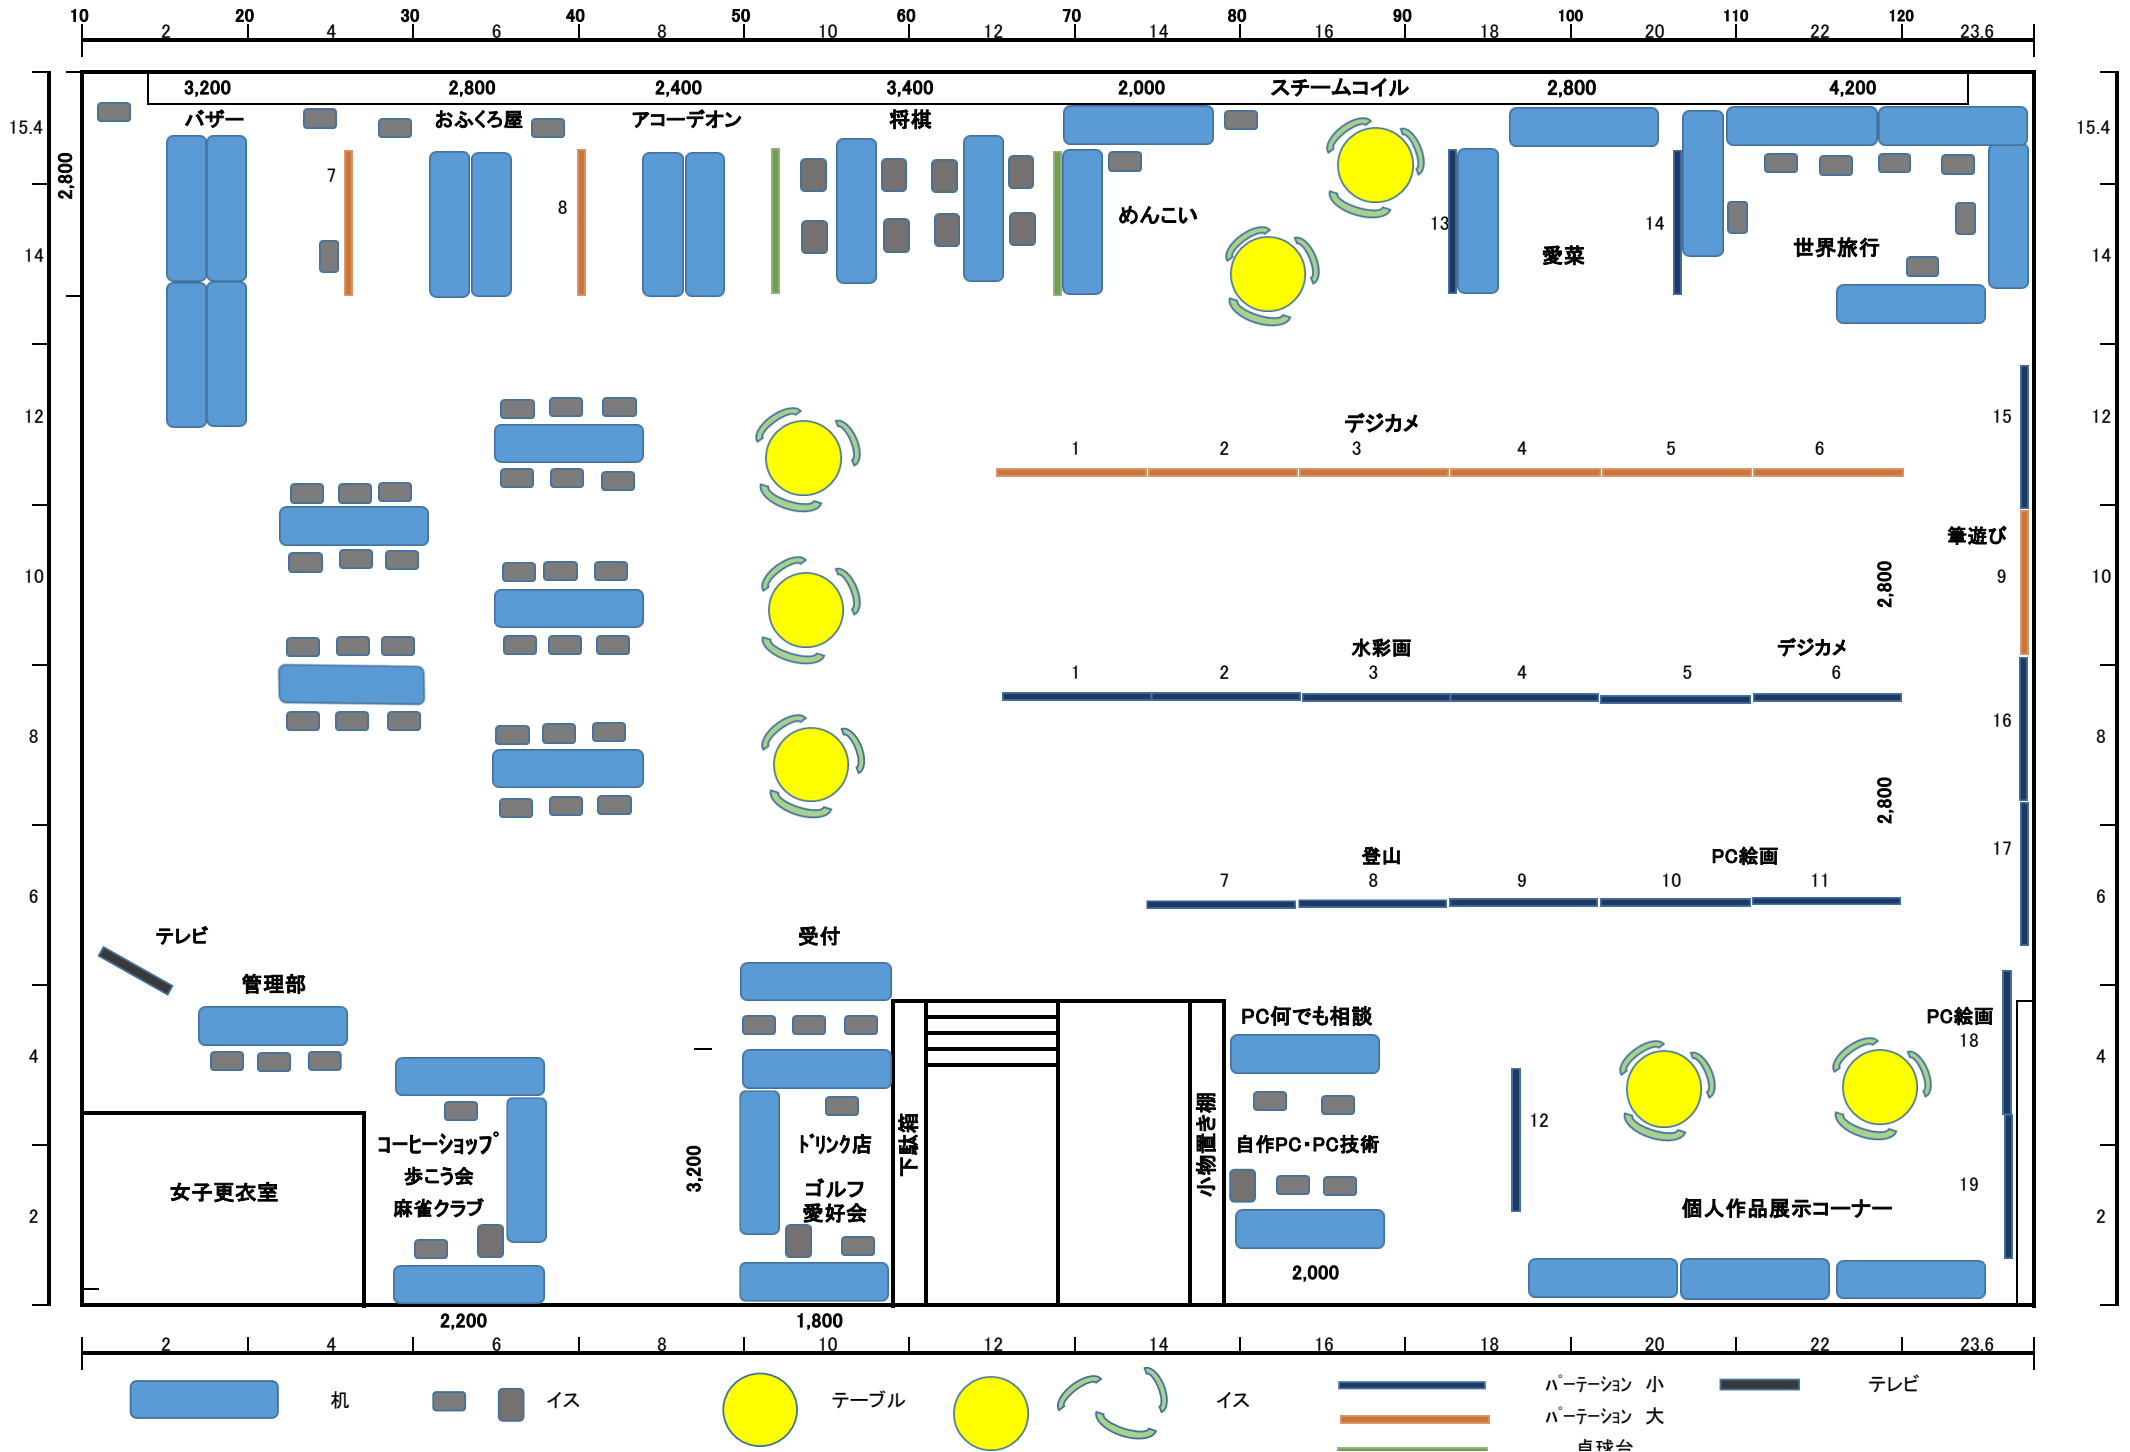 10 20 30 40 50 60 70 80 90 100 110 120
2 4 6 8 10 12 14 16 18 20 22 23.6
3,200 2,800 2,400 3,400 2,000 スチームコイル 2,800 4,200
バザー おふくろ屋 アコーデオン 将棋
15.4 15.4
2,800
7
8
めんこい
13 14
愛菜
世界旅行
14 14
12 12
デジカメ
1 2 3 4 5 6
15
筆遊び
9
2,800
10 10
水彩画 デジカメ
1 2 3 4 5 6
16
8 8
2,800
17
登山 PC絵画
7 8 9 10 11
6 6
テレビ
受付
管理部
PC何でも相談
PC絵画
18
4 4
12
コーヒーショップ
歩こう会
麻雀クラブ
女子更衣室
3,200
ドリンク店
ゴルフ
愛好会
下駄箱
小物置き棚
自作PC・PC技術
19
個人作品展示コーナー
2 2
2,000
2,200 1,800
2 4 6 8 10 12 14 16 18 20 22 23.6
机 イス テーブル イス パーテーション 小 テレビ
パーテーション 大
卓球台